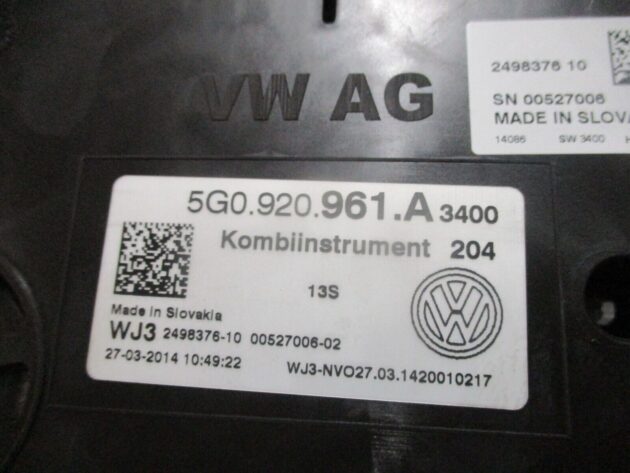 VW AG
2498376 10
SN 00527006
MADE IN SLOVA
14086 SW 3400 H
5G0.920.961.A 3400
Kombiinstrument 204
13S
Made in Slovakia
WJ3 2498376-10 00527006-02
27-03-2014 10:49:22
WJ3-NVO27.03.1420010217